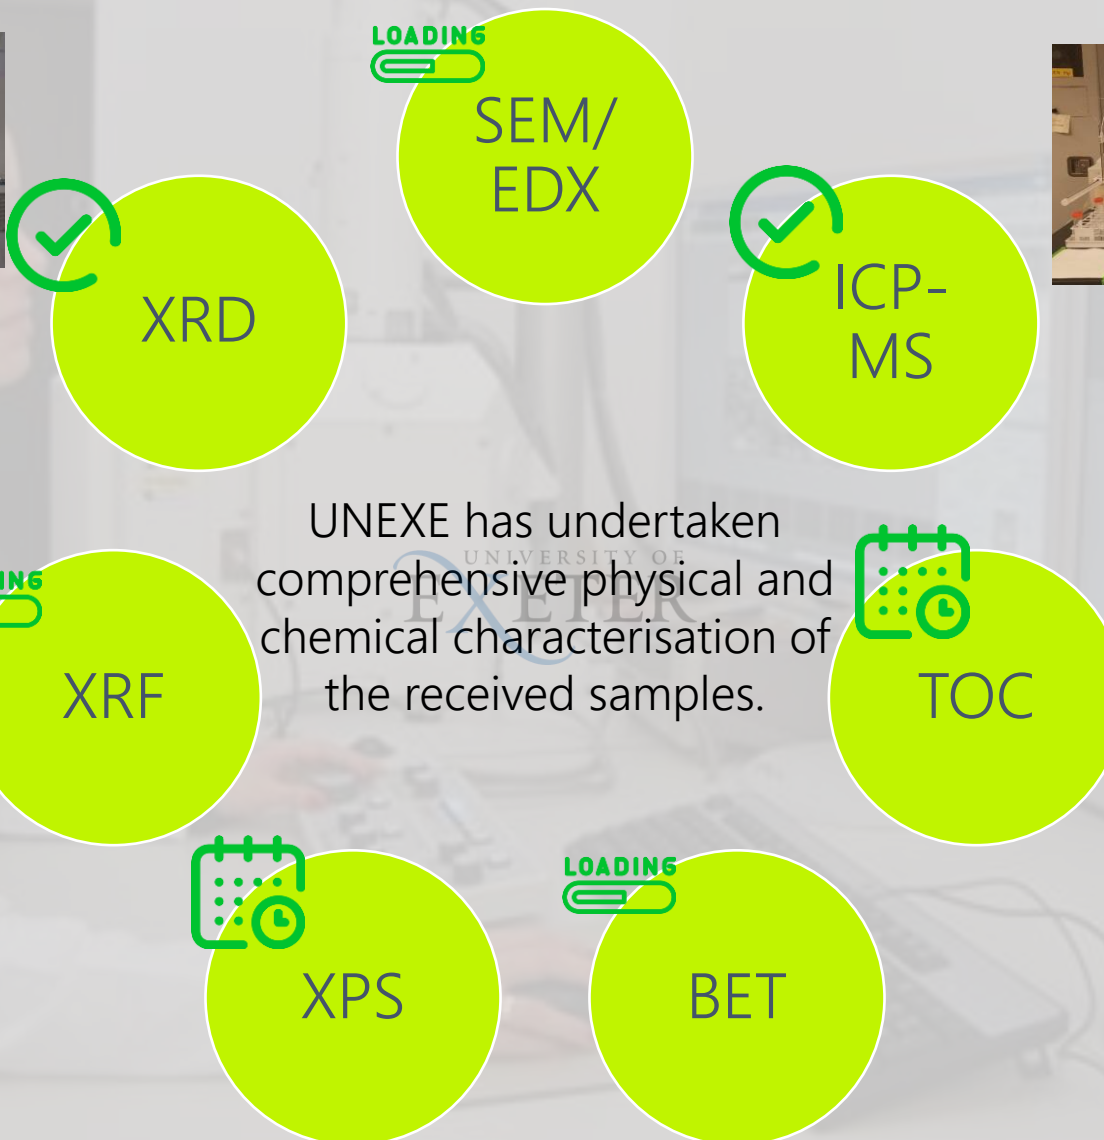 LOADING
SEM/
EDX
XRD
ICP-
MS
UNEXE has undertaken
comprehensive physical and
chemical characterisation of
the received samples.
UNIVERSITY OF
EXETER
ING
XRF
TOC
XPS
LOADING
BET